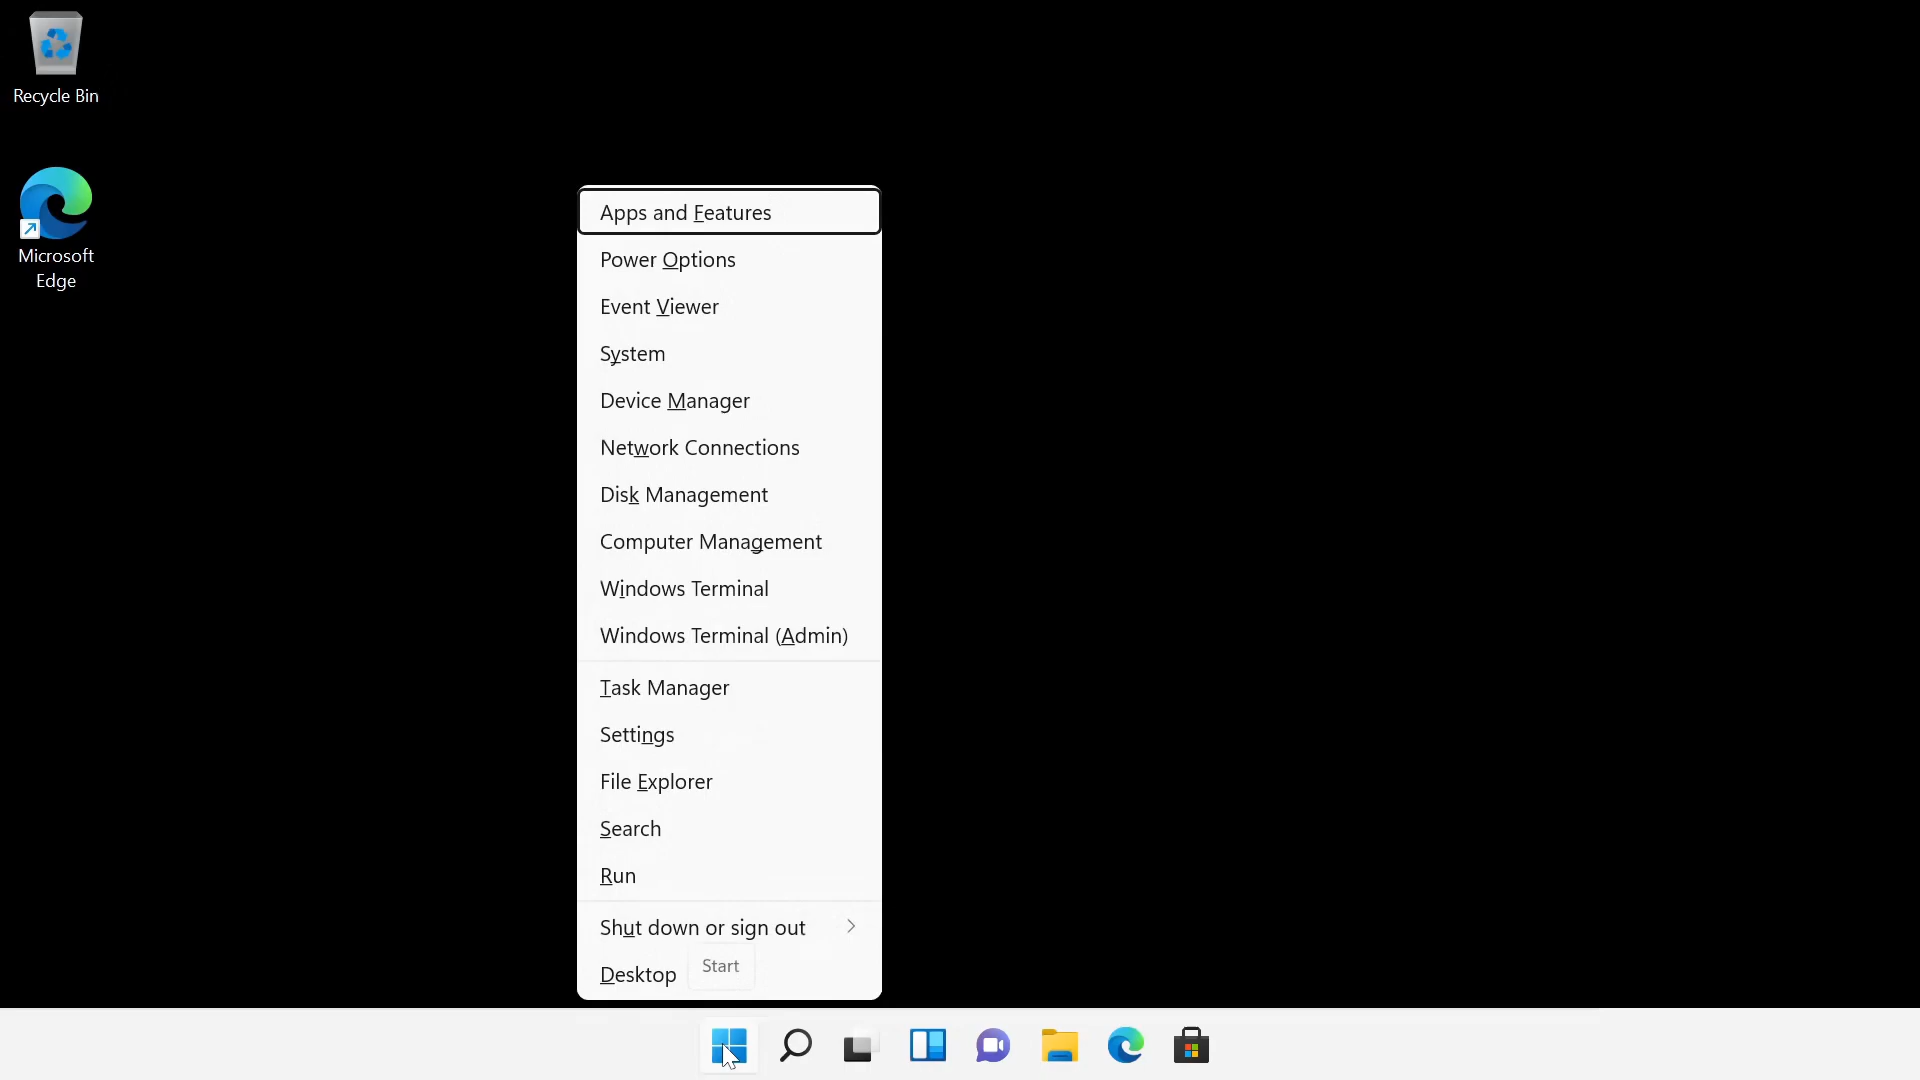 Recycle Bin
Microsoft
Edge
Apps and Features
Power Options
Event Viewer
System
Device Manager
Network Connections
Disk Management
Computer Management
Windows Terminal
Windows Terminal (Admin)
Task Manager
Settings
File Explorer
Search
Run
Shut down or sign out
Start
Desktop